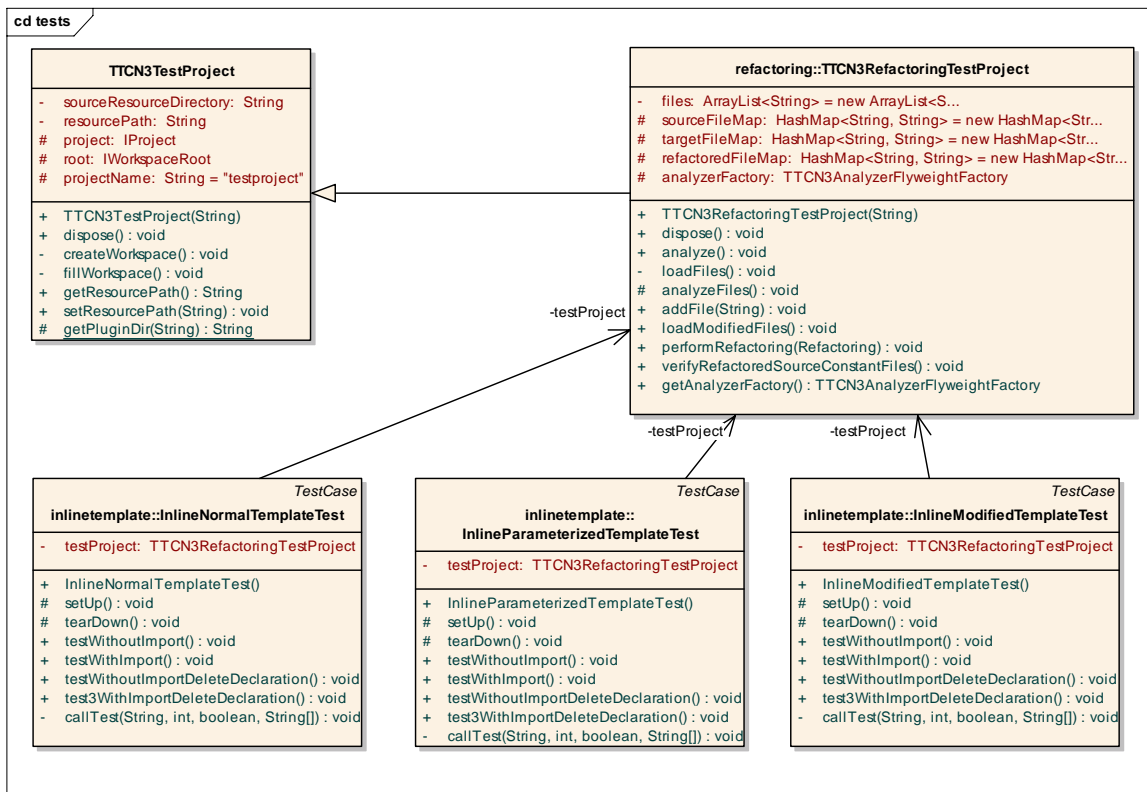 cd tests
TTCN3TestProject
- sourceResourceDirectory: String
- resourcePath: String
# project: IProject
# root: IWorkspaceRoot
# projectName: String = "testproject"
+ TTCN3TestProject(String)
+ dispose() : void
- createWorkspace() : void
- fillWorkspace() : void
+ getResourcePath() : String
+ setResourcePath(String) : void
# getPluginDir(String) : String
refactoring::TTCN3RefactoringTestProject
- files: ArrayList<String> = new ArrayList<S...
# sourceFileMap: HashMap<String, String> = new HashMap<Str...
# targetFileMap: HashMap<String, String> = new HashMap<Str...
# refactoredFileMap: HashMap<String, String> = new HashMap<Str...
# analyzerFactory: TTCN3AnalyzerFlyweightFactory
+ TTCN3RefactoringTestProject(String)
+ dispose() : void
+ analyze() : void
- loadFiles() : void
# analyzeFiles() : void
+ addFile(String) : void
+ loadModifiedFiles() : void
+ performRefactoring(Refactoring) : void
+ verifyRefactoredSourceConstantFiles() : void
+ getAnalyzerFactory() : TTCN3AnalyzerFlyweightFactory
-testProject
-testProject
-testProject
TestCase
inlinetemplate::InlineNormalTemplateTest
- testProject: TTCN3RefactoringTestProject
+ InlineNormalTemplateTest()
# setUp() : void
# tearDown() : void
+ testWithoutImport() : void
+ testWithImport() : void
+ testWithoutImportDeleteDeclaration() : void
+ test3WithImportDeleteDeclaration() : void
- callTest(String, int, boolean, String[]) : void
TestCase
inlinetemplate::
InlineParameterizedTemplateTest
- testProject: TTCN3RefactoringTestProject
+ InlineParameterizedTemplateTest()
# setUp() : void
# tearDown() : void
+ testWithoutImport() : void
+ testWithImport() : void
+ testWithoutImportDeleteDeclaration() : void
+ test3WithImportDeleteDeclaration() : void
- callTest(String, int, boolean, String[]) : void
TestCase
inlinetemplate::InlineModifiedTemplateTest
- testProject: TTCN3RefactoringTestProject
+ InlineModifiedTemplateTest()
# setUp() : void
# tearDown() : void
+ testWithoutImport() : void
+ testWithImport() : void
+ testWithoutImportDeleteDeclaration() : void
+ test3WithImportDeleteDeclaration() : void
- callTest(String, int, boolean, String[]) : void